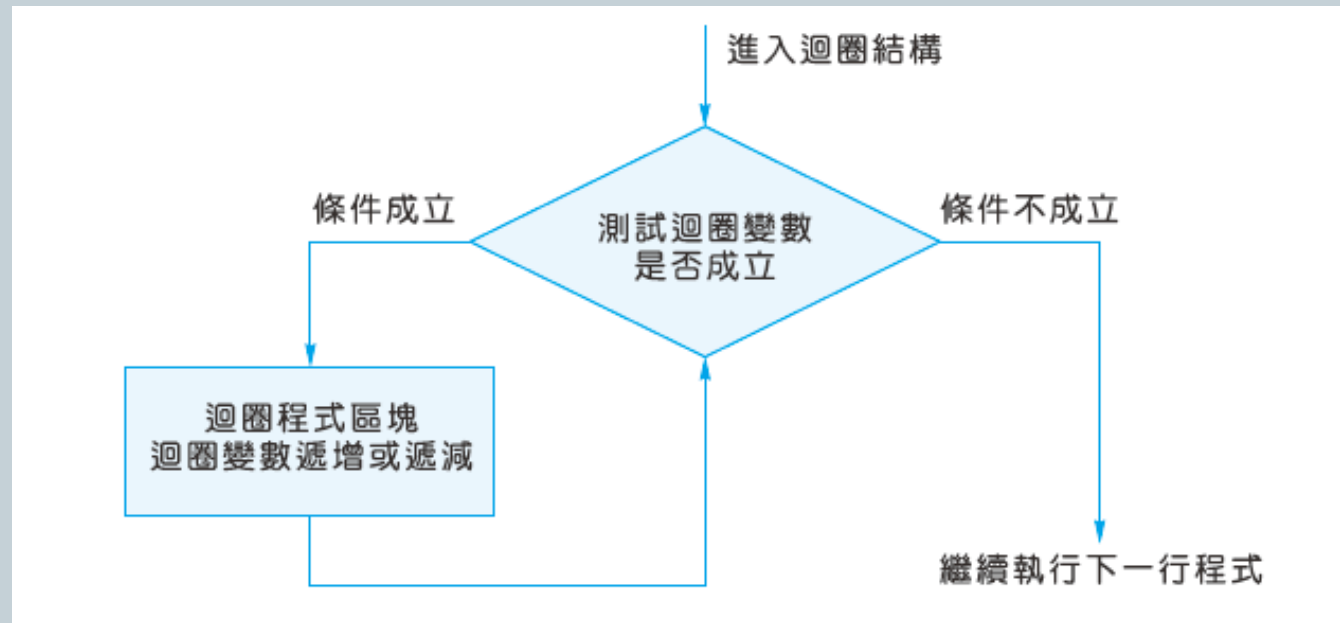 進入迴圈結構
條件成立
測試迴圈變數
是否成立
條件不成立
迴圈程式區塊
迴圈變數遞增或遞減
繼續執行下一行程式